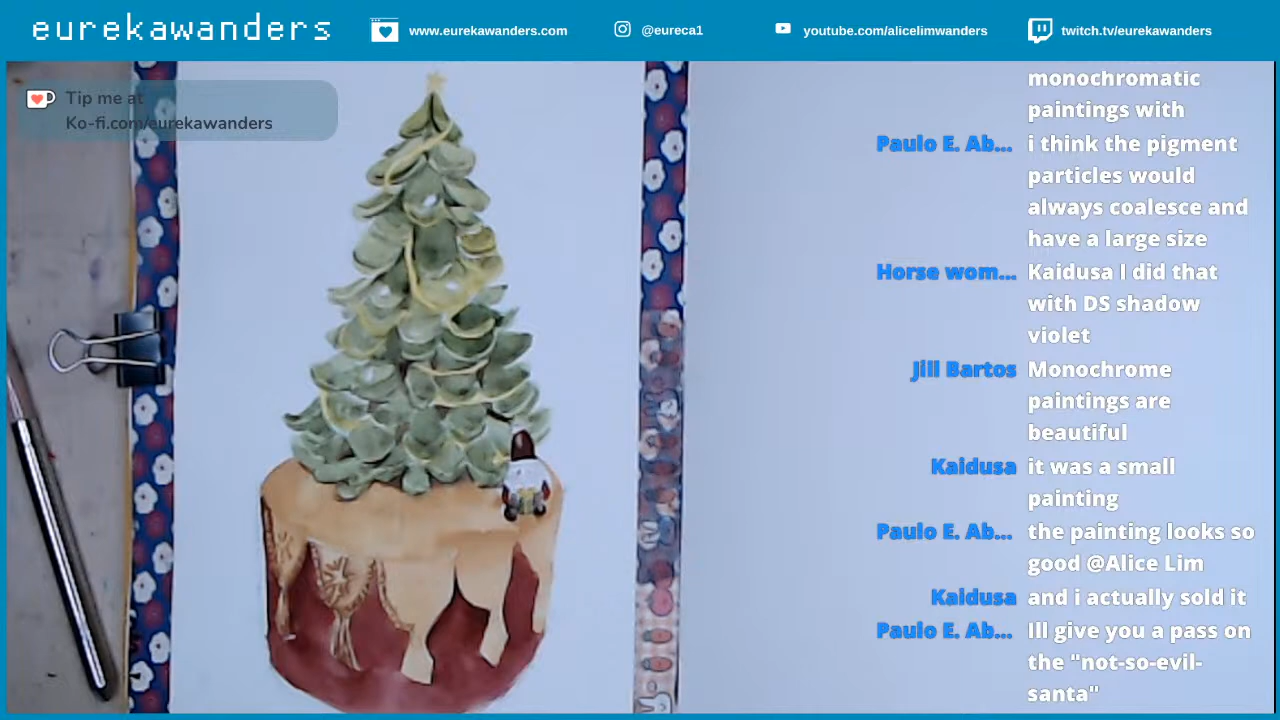 eurekawanders
www.eurekawanders.com
@eureca1
youtube.com/alicelimwanders
twitch.tv/eurekawanders
Tip me at
Ko-fi.com/eurekawanders
monochromatic
paintings with
Paulo E. Ab... i think the pigment
particles would
always coalesce and
have a large size
Horse wom... Kaidusa I did that
with DS shadow
violet
Jill Bartos Monochrome
paintings are
beautiful
Kaidusa it was a small
painting
Paulo E. Ab... the painting looks so
good @Alice Lim
Kaidusa and i actually sold it
Paulo E. Ab... Ill give you a pass on
the "not-so-evil-
santa"